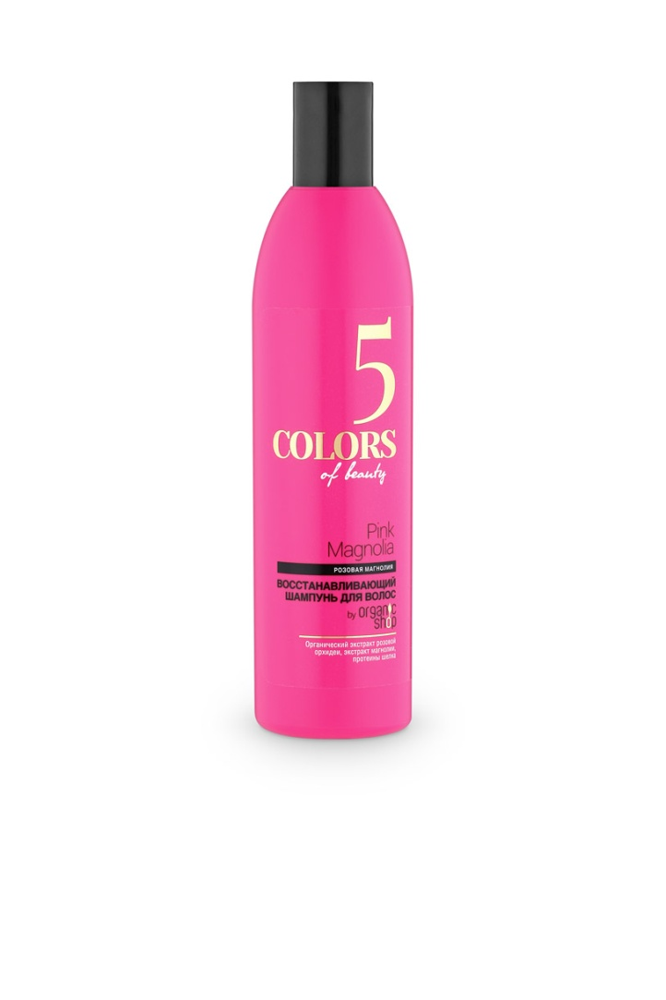 5
COLORS
of beauty
Pink
Magnolia
РОЗОВАЯ МАГНОЛИЯ
ВОССТАНАВЛИВАЮЩИЙ
ШАМПУНЬ ДЛЯ ВОЛОС
by organic
shop
Органический экстракт розовой
орхидеи, экстракт магнолии,
протеины шелка